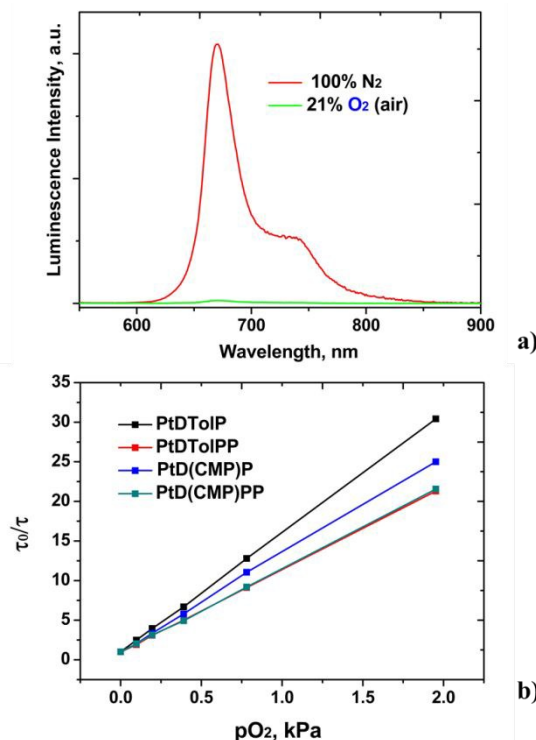 Luminescence Intensity, a.u.
100% N₂
21% O₂ (air)
600 700 800 900
Wavelength, nm
a)
35
30
25
20
15
10
5
0
τ₀/τ
PtDTolP
PtDTolPP
PtD(CMP)P
PtD(CMP)PP
0.0 0.5 1.0 1.5 2.0
pO₂, kPa
b)